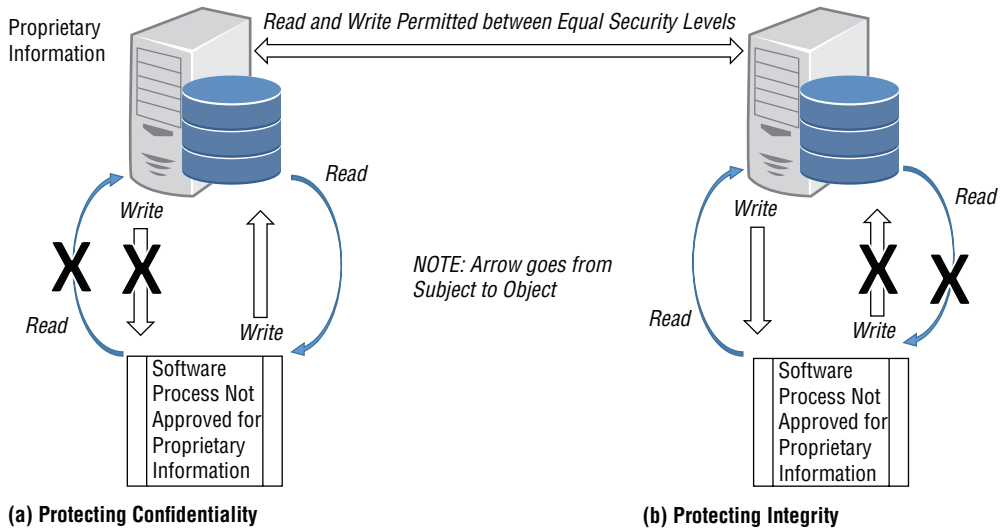 Proprietary
Information
Read and Write Permitted between Equal Security Levels
Read
Write
X
X
Read
Write
NOTE: Arrow goes from
Subject to Object
Software
Process Not
Approved for
Proprietary
Information
(a) Protecting Confidentiality
Write
Read
X
X
Read
Write
Software
Process Not
Approved for
Proprietary
Information
(b) Protecting Integrity